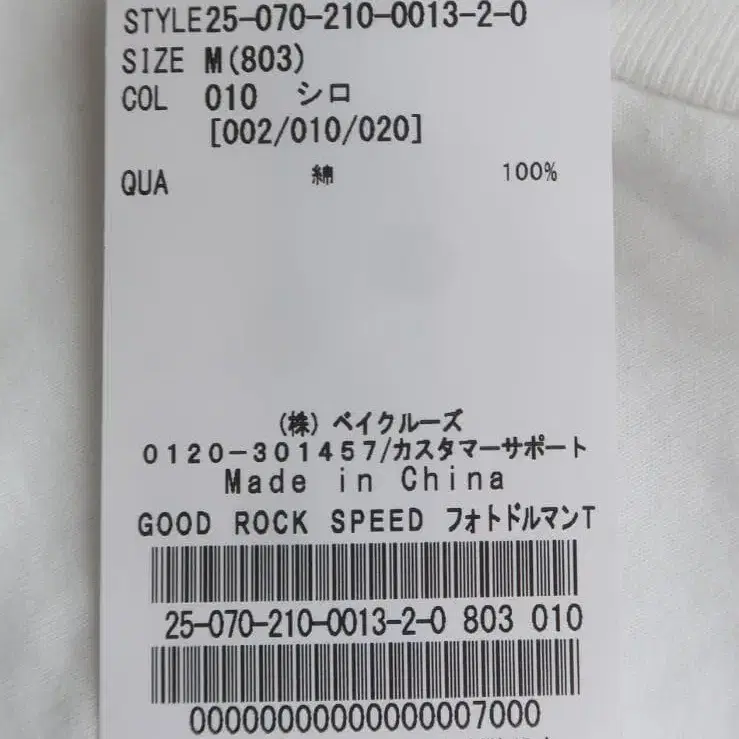 STYLE25-070-210-0013-2-0
SIZE M(803)
COL 010 シロ
[002/010/020]
QUA 綿 100%
(株) ベイクルーズ
0120-301457/カスタマーサポート
Made in China
GOOD ROCK SPEED フォトドルマンT
25-070-210-0013-2-0 803 010
00000000000000007000